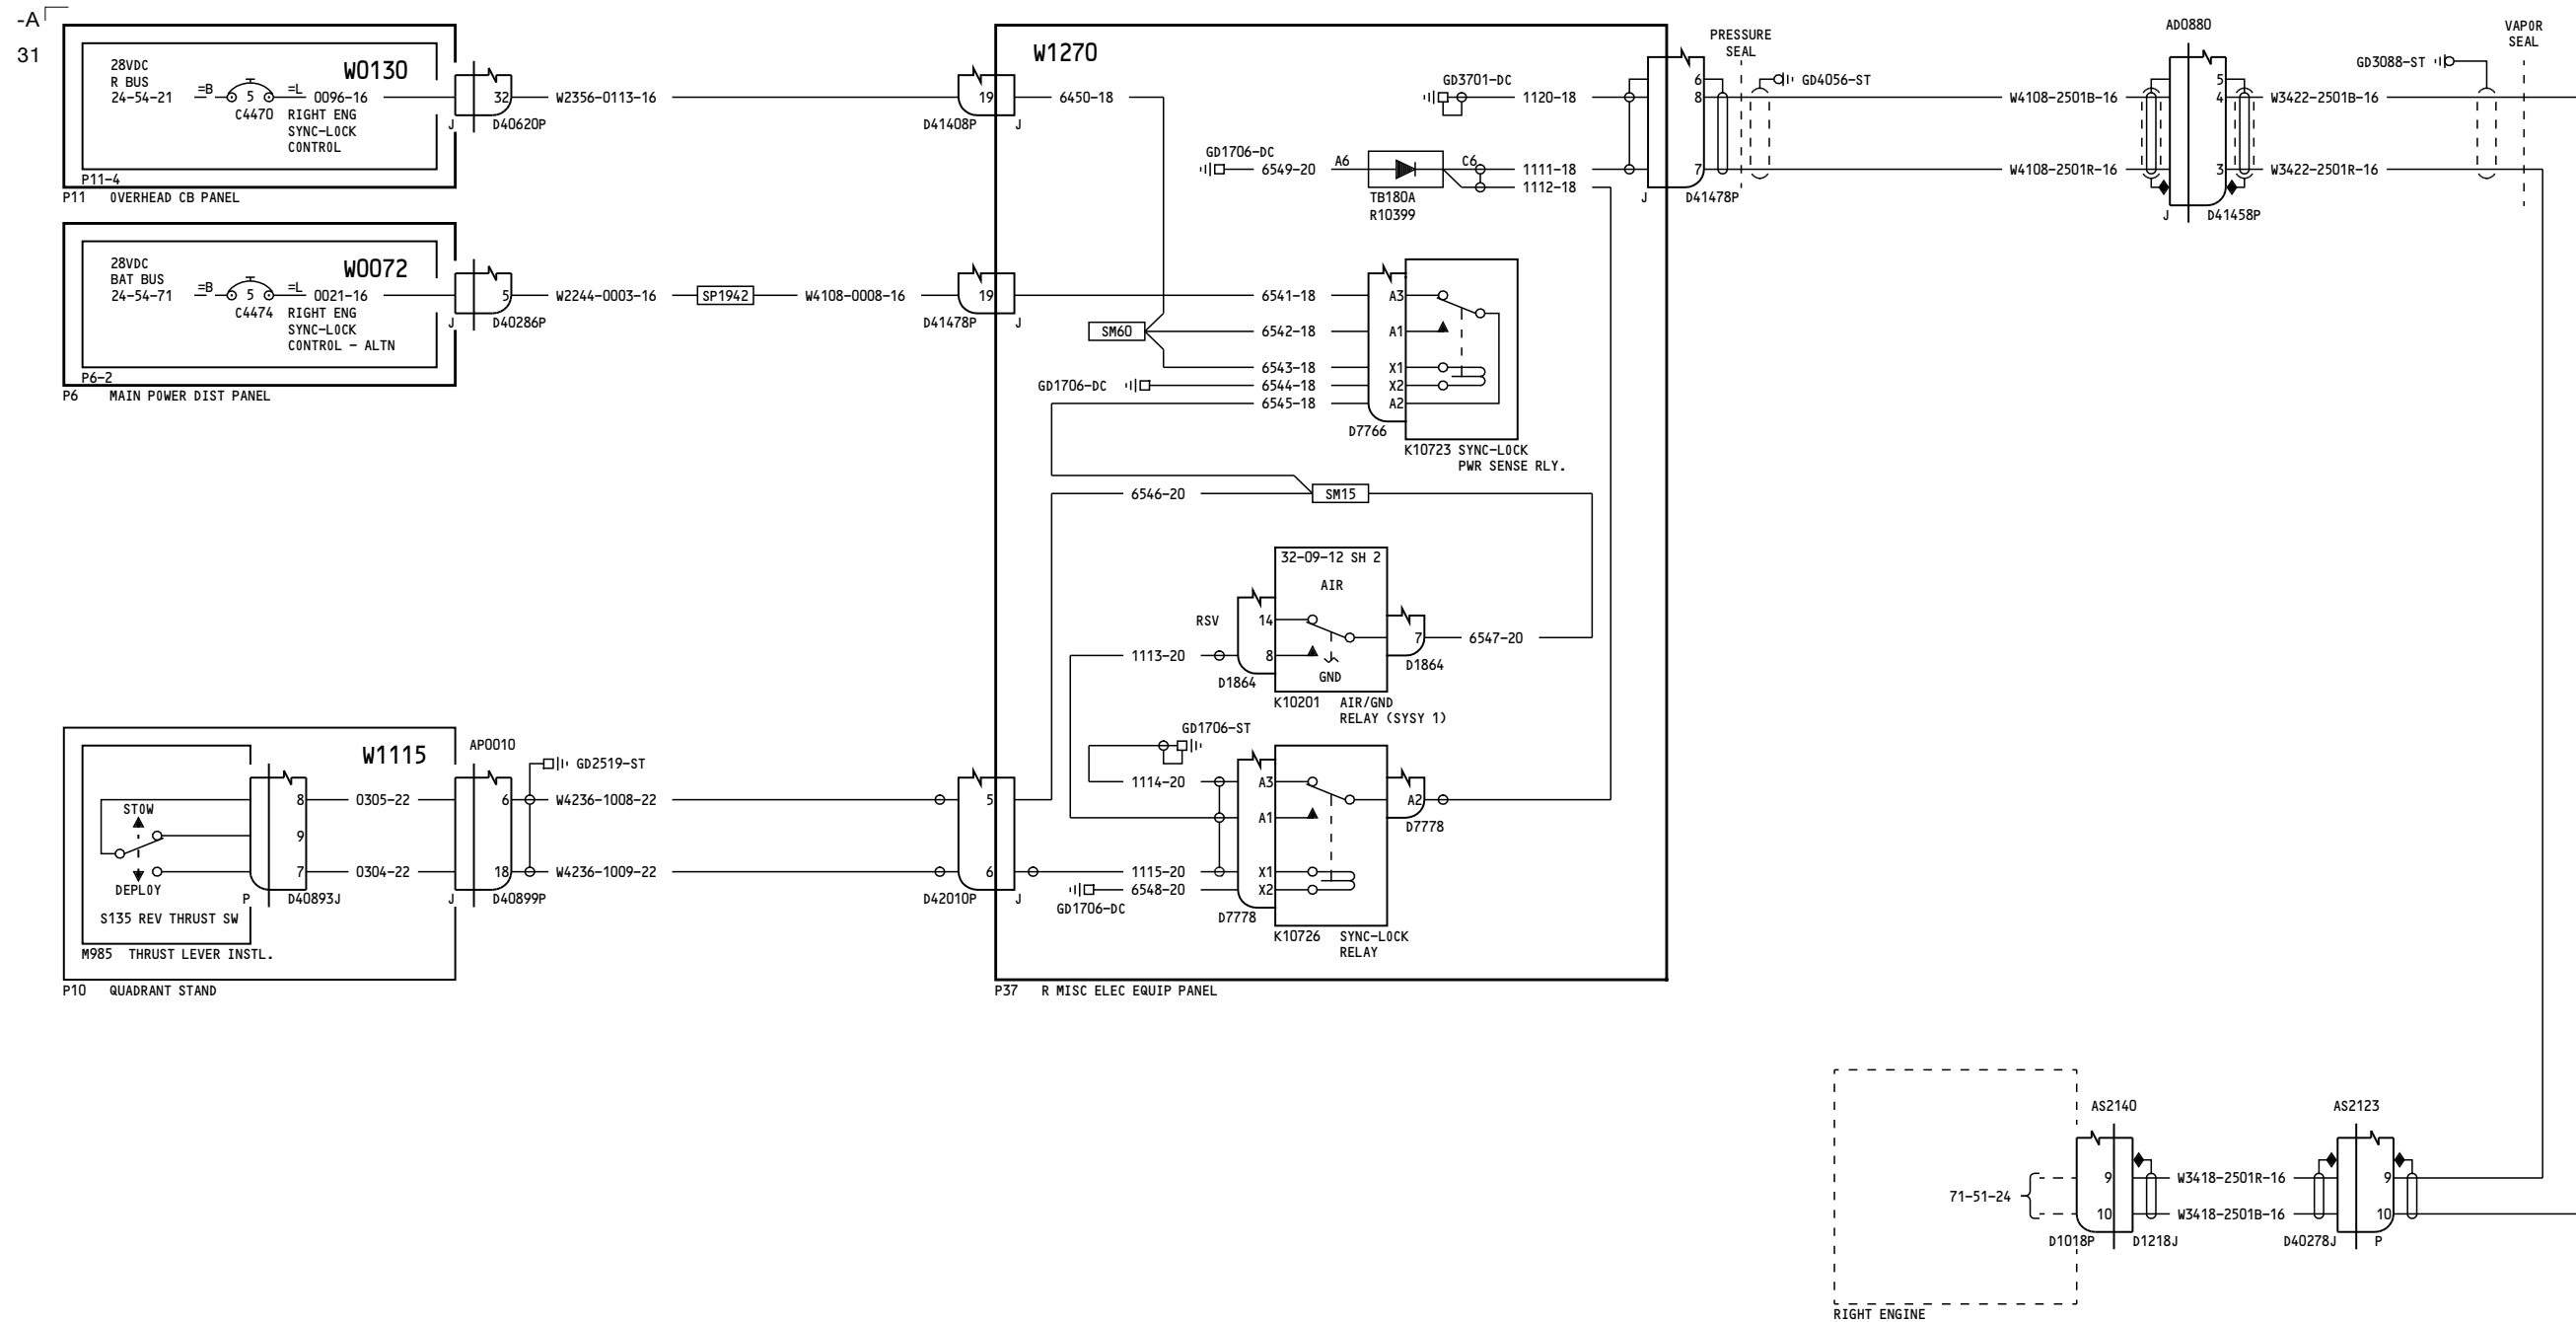 -A
31
28VDC
R BUS
24-54-21
=B
5
C4470
=L
W0130
0096-16
RIGHT ENG
SYNC-LOCK
CONTROL
P11-4
P11 OVERHEAD CB PANEL
32
J
D40620P
W2356-0113-16
19
D41408P
J
28VDC
BAT BUS
24-54-71
=B
5
C4474
=L
W0072
0021-16
RIGHT ENG
SYNC-LOCK
CONTROL - ALTN
P6-2
P6 MAIN POWER DIST PANEL
5
J
D40286P
W2244-0003-16
SP1942
W4108-0008-16
19
D41478P
J
W1270
6450-18
SM60
GD3701-DC
1120-18
GD1706-DC
6549-20
A6
C6
1111-18
1112-18
TB180A
R10399
6541-18
6542-18
6543-18
GD1706-DC
6544-18
6545-18
A3
A1
X1
X2
A2
D7766
K10723 SYNC-LOCK
PWR SENSE RLY.
6546-20
SM15
32-09-12 SH 2
AIR
RSV
14
8
7
6547-20
1113-20
GND
D1864
D1864
K10201 AIR/GND
RELAY (SYSY 1)
GD1706-ST
1114-20
A3
A1
A2
D7778
1115-20
X1
6548-20
X2
GD1706-DC
D7778
K10726 SYNC-LOCK
RELAY
P37 R MISC ELEC EQUIP PANEL
W1115
STOW
DEPLOY
S135 REV THRUST SW
M985 THRUST LEVER INSTL.
P10 QUADRANT STAND
8
9
7
P
D40893J
0305-22
0304-22
AP0010
6
18
J
D40899P
GD2519-ST
W4236-1008-22
W4236-1009-22
5
6
D42010P
J
6
8
7
J
D41478P
PRESSURE
SEAL
GD4056-ST
W4108-2501B-16
W4108-2501R-16
AD0880
5
4
3
J
D41458P
W3422-2501B-16
W3422-2501R-16
GD3088-ST
VAPOR
SEAL
71-51-24
AS2140
9
10
D1018P
D1218J
W3418-2501R-16
W3418-2501B-16
AS2123
9
10
D40278J
P
RIGHT ENGINE